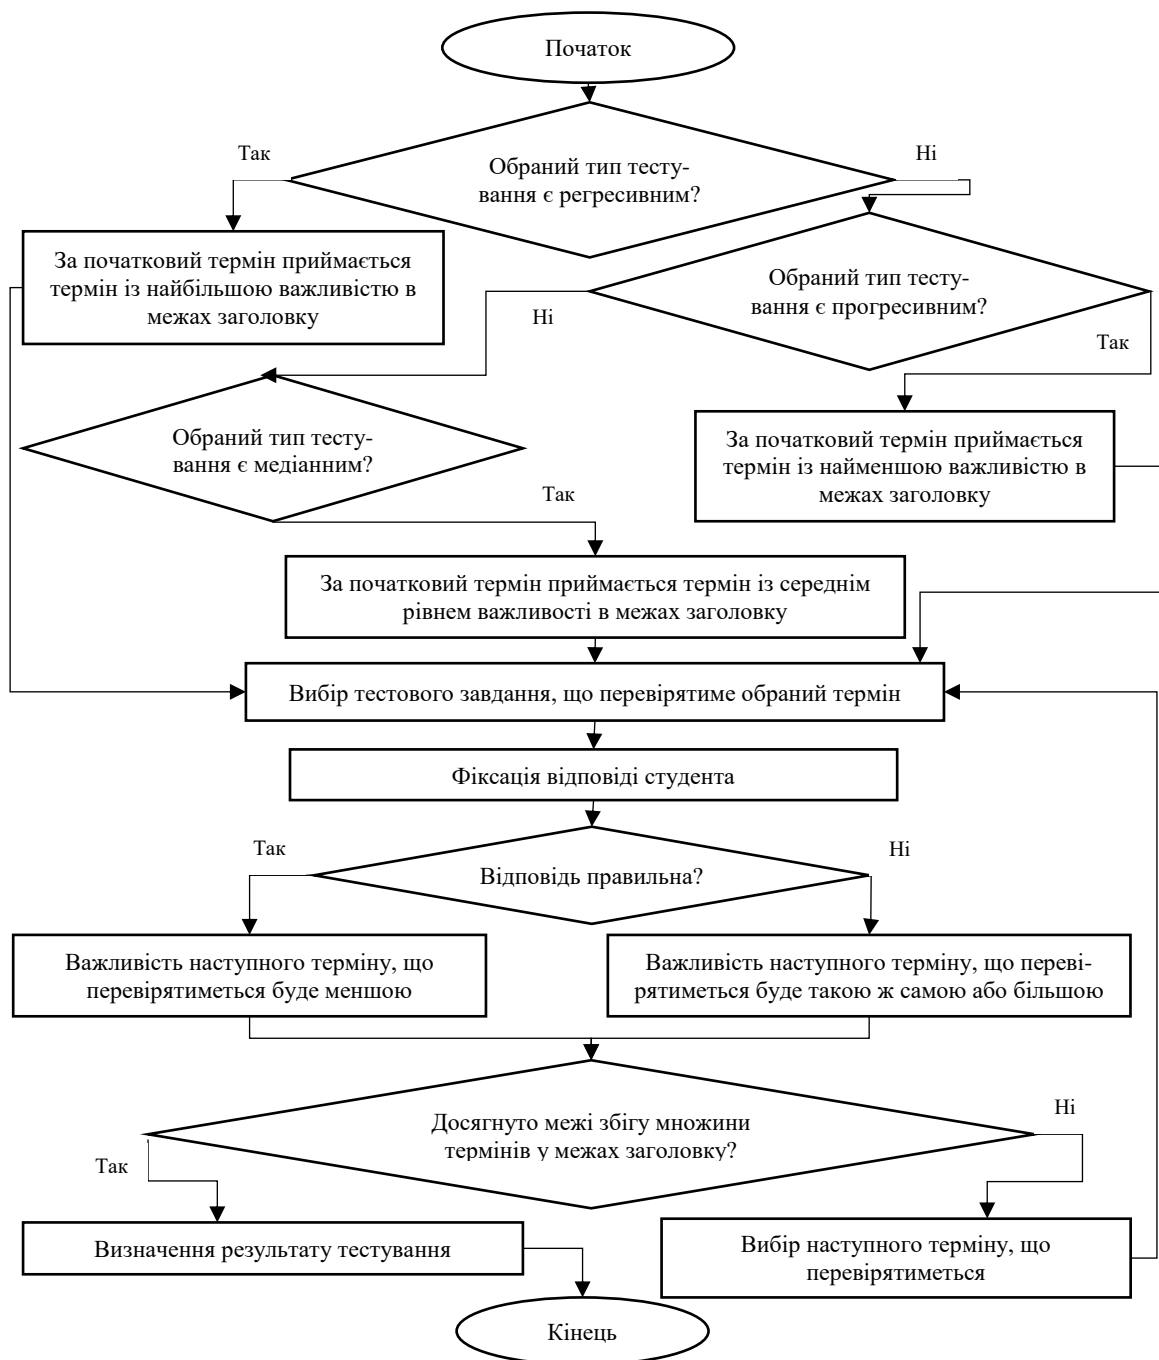 Початок
Так
Обраний тип тесту-
вання є регресивним?
Ні
За початковий термін приймається
термін із найбільшою важливістю в
межах заголовку
Обраний тип тесту-
вання є прогресивним?
Ні
Так
Обраний тип тесту-
вання є медіанним?
За початковий термін приймається
термін із найменшою важливістю в
межах заголовку
Так
За початковий термін приймається термін із середнім
рівнем важливості в межах заголовку
Вибір тестового завдання, що перевірятиме обраний термін
Фіксація відповіді студента
Так
Відповідь правильна?
Ні
Важливість наступного терміну, що
перевірятиметься буде меншою
Важливість наступного терміну, що переві-
рятиметься буде такою ж самою або більшою
Досягнуто межі збігу множини
термінів у межах заголовку?
Ні
Так
Визначення результату тестування
Вибір наступного терміну, що
перевірятиметься
Кінець